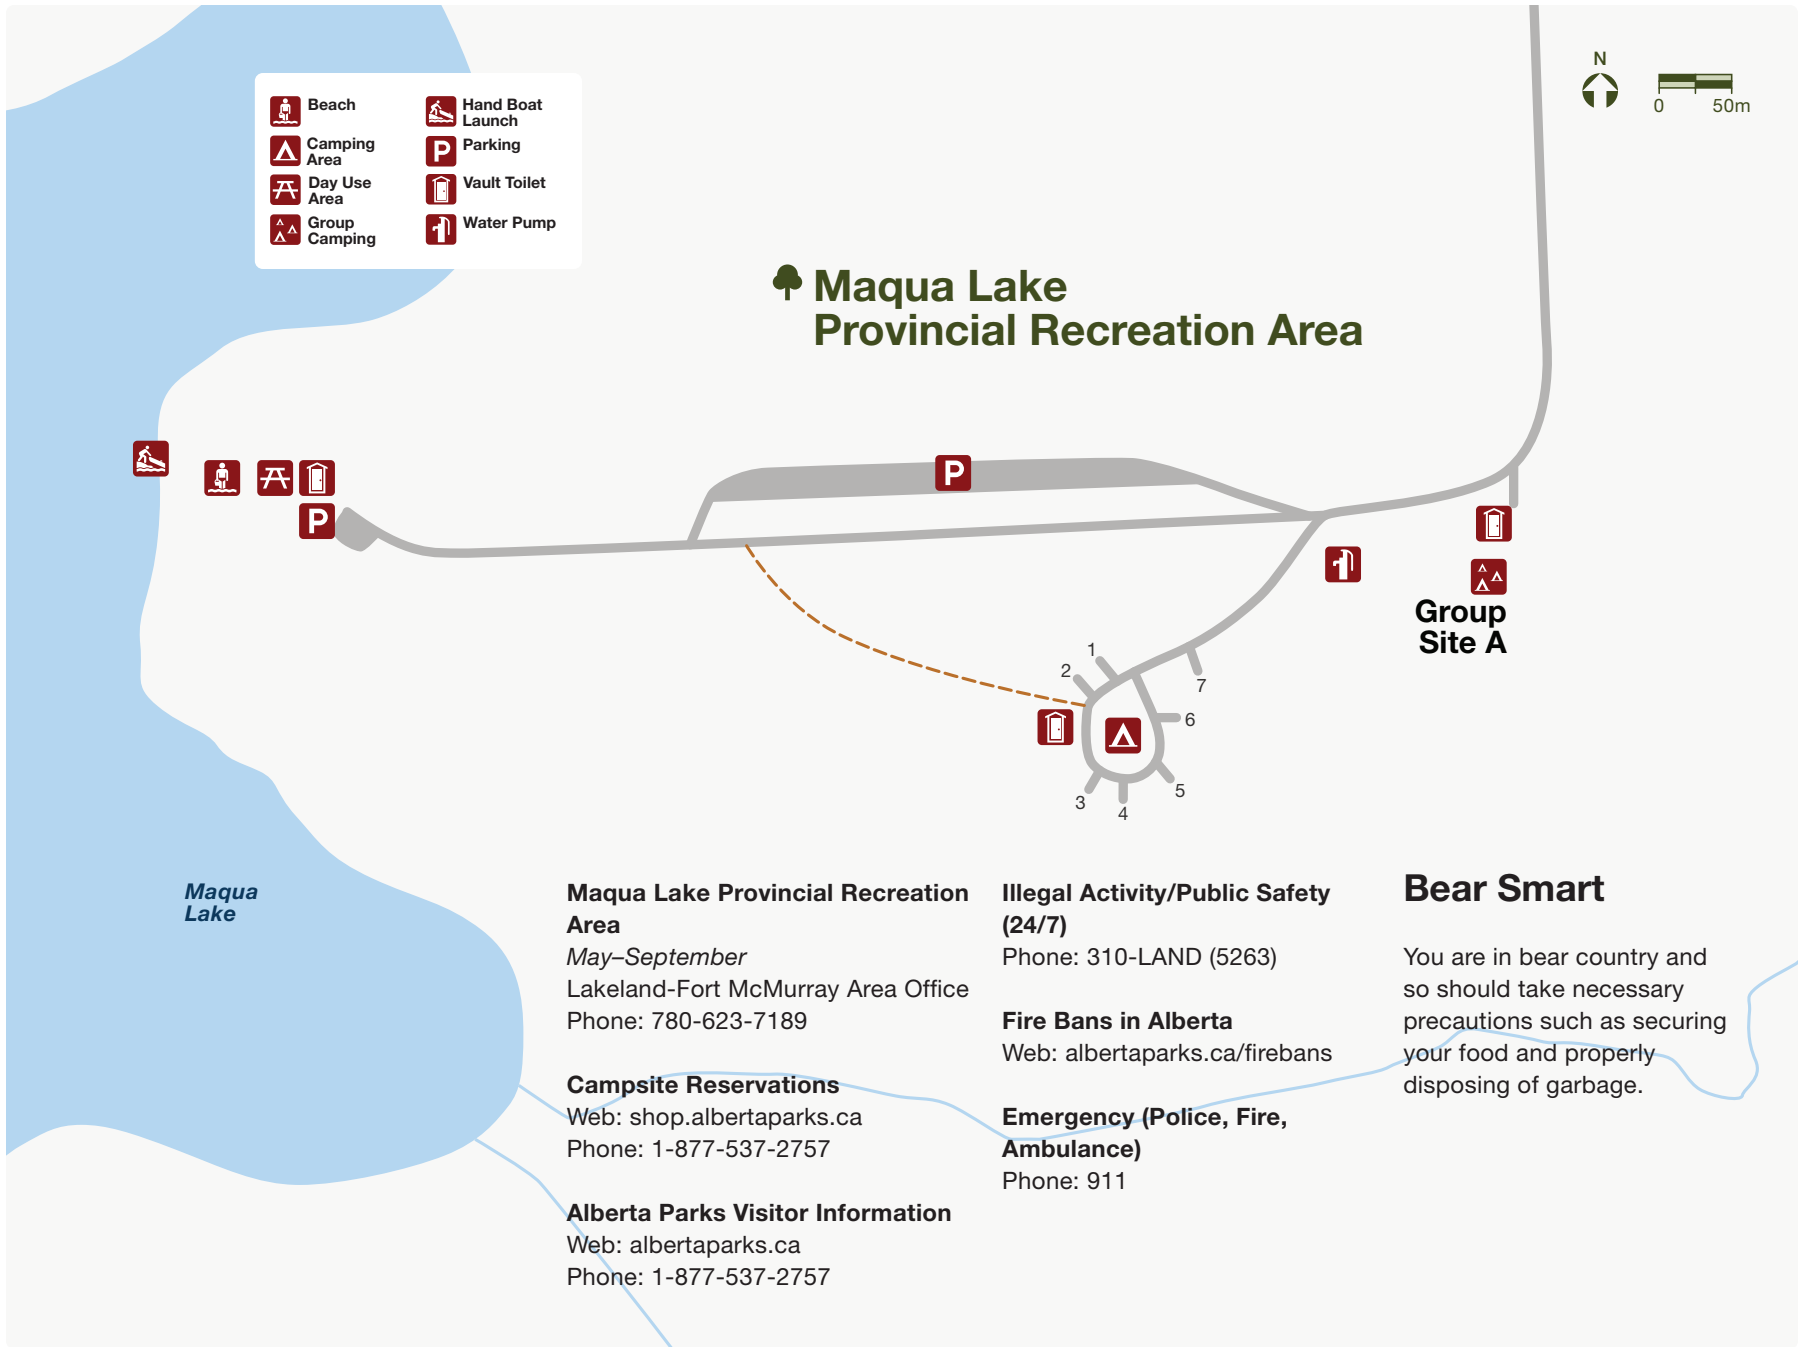 Beach
Camping
Area
Day Use
Area
Group
Camping
Hand Boat
Launch
P Parking
Vault Toilet
Water Pump
N
0 50m
Maqua Lake
Provincial Recreation Area
P
P
Group
Site A
1
2
7
6
5
3
4
Maqua
Lake
Maqua Lake Provincial Recreation
Area
May–September
Lakeland-Fort McMurray Area Office
Phone: 780-623-7189
Campsite Reservations
Web: shop.albertaparks.ca
Phone: 1-877-537-2757
Alberta Parks Visitor Information
Web: albertaparks.ca
Phone: 1-877-537-2757
Illegal Activity/Public Safety
(24/7)
Phone: 310-LAND (5263)
Fire Bans in Alberta
Web: albertaparks.ca/firebans
Emergency (Police, Fire,
Ambulance)
Phone: 911
Bear Smart
You are in bear country and
so should take necessary
precautions such as securing
your food and properly
disposing of garbage.